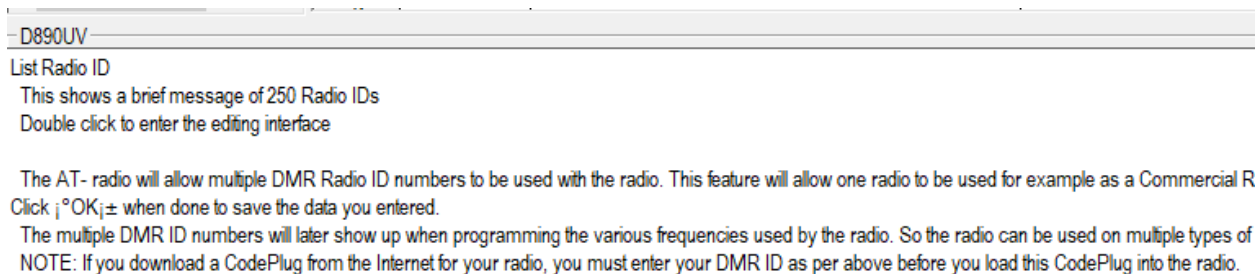 D890UV
List Radio ID
This shows a brief message of 250 Radio IDs
Double click to enter the editing interface
The AT- radio will allow multiple DMR Radio ID numbers to be used with the radio. This feature will allow one radio to be used for example as a Commercial R
Click ¡°OK¡± when done to save the data you entered.
The multiple DMR ID numbers will later show up when programming the various frequencies used by the radio. So the radio can be used on multiple types of
NOTE: If you download a CodePlug from the Internet for your radio, you must enter your DMR ID as per above before you load this CodePlug into the radio.